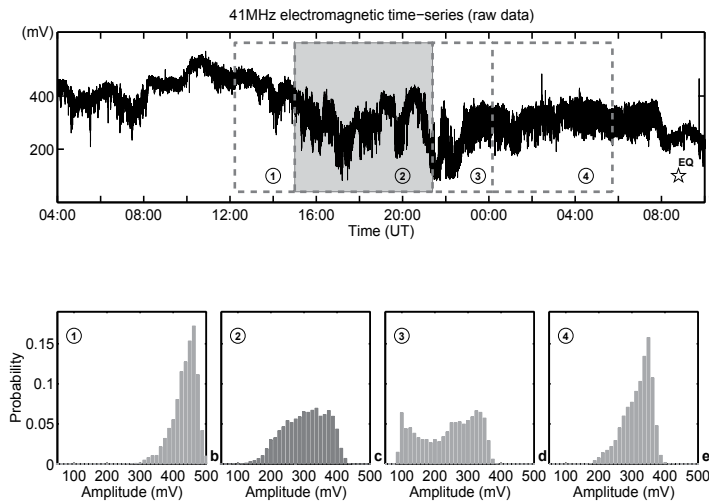 41MHz electromagnetic time−series (raw data)
(mV)
400
200
① ② ③ ④
EQ
04:00 08:00 12:00 16:00 20:00 00:00 04:00 08:00
Time (UT)
① ② ③ ④
0.15
0.1
0.05
0
Probability
100 200 300 400 500 100 200 300 400 500 100 200 300 400 500 100 200 300 400 500
b c d e
Amplitude (mV) Amplitude (mV) Amplitude (mV) Amplitude (mV)